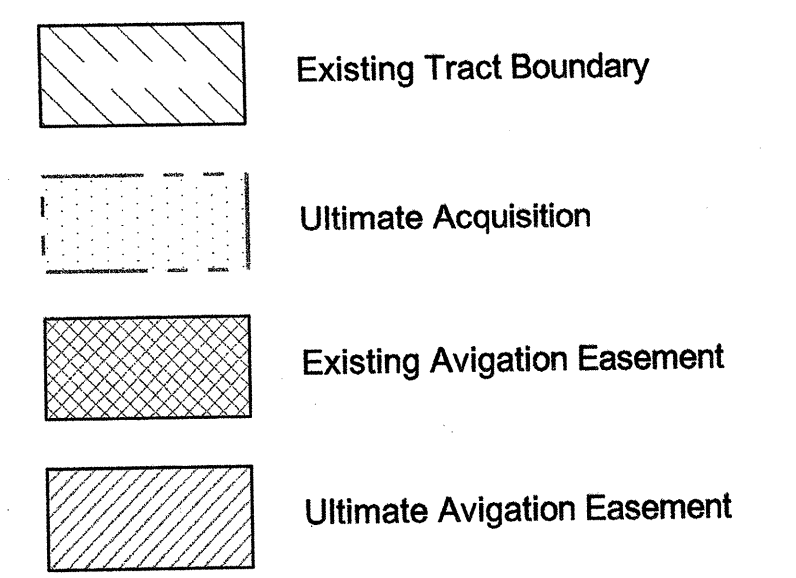 Existing Tract Boundary
Ultimate Acquisition
Existing Avigation Easement
Ultimate Avigation Easement